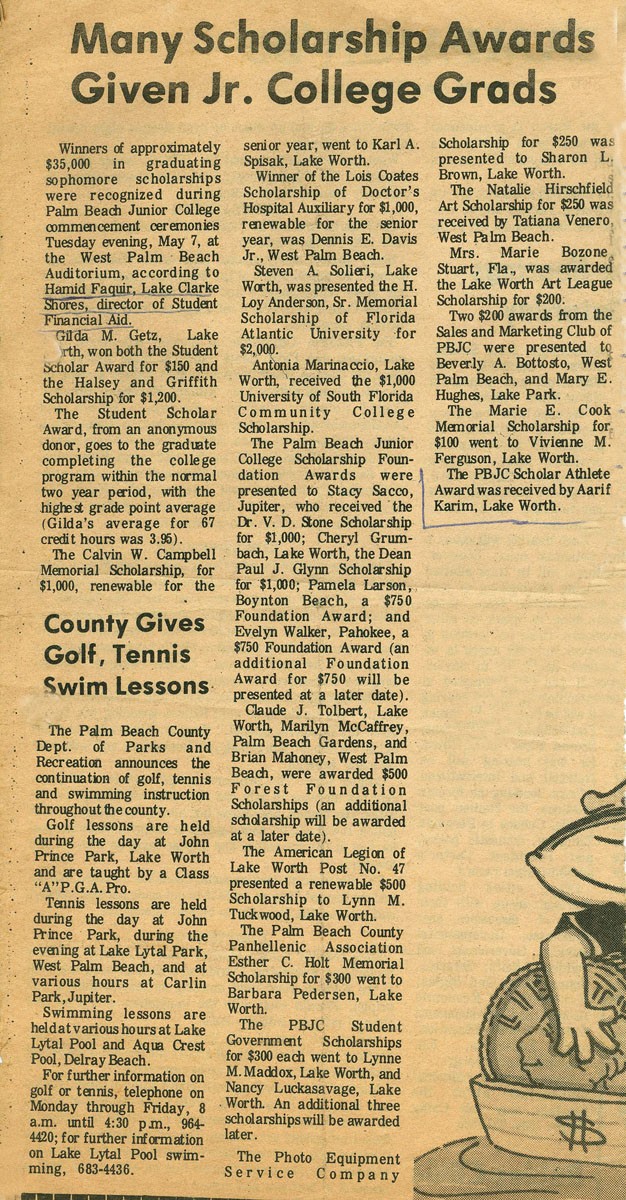 Many Scholarship Awards
Given Jr. College Grads
Winners of approximately
$35,000 in graduating
sophomore scholarships
were recognized during
Palm Beach Junior College
commencement ceremonies
Tuesday evening, May 7, at
the West Palm Beach
Auditorium, according to
Hamid Faquir, Lake Clarke
Shores, director of Student
Financial Aid.
Gilda M. Getz, Lake
rth, won both the Student
Scholar Award for $150 and
the Halsey and Griffith
Scholarship for $1,200.
The Student Scholar
Award, from an anonymous
donor, goes to the graduate
completing the college
program within the normal
two year period, with the
highest grade point average
(Gilda's average for 67
credit hours was 3.95).
The Calvin W. Campbell
Memorial Scholarship, for
$1,000, renewable for the
senior year, went to Karl A.
Spisak, Lake Worth.
Winner of the Lois Coates
Scholarship of Doctor's
Hospital Auxiliary for $1,000,
renewable for the senior
year, was Dennis E. Davis
Jr., West Palm Beach.
Steven A. Solieri, Lake
Worth, was presented the H.
Loy Anderson, Sr. Memorial
Scholarship of Florida
Atlantic University for
$2,000.
Antonia Marinaccio, Lake
Worth, received the $1,000
University of South Florida
Community College
Scholarship.
The Palm Beach Junior
College Scholarship Foun-
dation Awards were
presented to Stacy Sacco,
Jupiter, who received the
Dr. V. D. Stone Scholarship
for $1,000; Cheryl Grum-
bach, Lake Worth, the Dean
Paul J. Glynn Scholarship
for $1,000; Pamela Larson,
Boynton Beach, a $750
Foundation Award; and
Evelyn Walker, Pahokee, a
$750 Foundation Award (an
additional Foundation
Award for $750 will be
presented at a later date).
Claude J. Tolbert, Lake
Worth, Marilyn McCaffrey,
Palm Beach Gardens, and
Brian Mahoney, West Palm
Beach, were awarded $500
Forest Foundation
Scholarships (an additional
scholarship will be awarded
at a later date).
The American Legion of
Lake Worth Post No. 47
presented a renewable $500
Scholarship to Lynn M.
Tuckwood, Lake Worth.
The Palm Beach County
Panhellenic Association
Esther C. Holt Memorial
Scholarship for $300 went to
Barbara Pedersen, Lake
Worth.
The PBJC Student
Government Scholarships
for $300 each went to Lynne
M. Maddox, Lake Worth, and
Nancy Luckasavage, Lake
Worth. An additional three
scholarships will be awarded
later.
The Photo Equipment
Service Company
Scholarship for $250 was
presented to Sharon L.
Brown, Lake Worth.
The Natalie Hirschfield
Art Scholarship for $250 was
received by Tatiana Venero,
West Palm Beach.
Mrs. Marie Bozone,
Stuart, Fla., was awarded
the Lake Worth Art League
Scholarship for $200.
Two $200 awards from the
Sales and Marketing Club of
PBJC were presented to
Beverly A. Bottosto, West
Palm Beach, and Mary E.
Hughes, Lake Park.
The Marie E. Cook
Memorial Scholarship for
$100 went to Vivienne M.
Ferguson, Lake Worth.
The PBJC Scholar Athlete
Award was received by Aarif
Karim, Lake Worth.
County Gives
Golf, Tennis
Swim Lessons
The Palm Beach County
Dept. of Parks and
Recreation announces the
continuation of golf, tennis
and swimming instruction
throughout the county.
Golf lessons are held
during the day at John
Prince Park, Lake Worth
and are taught by a Class
"A" P.G.A. Pro.
Tennis lessons are held
during the day at John
Prince Park, during the
evening at Lake Lytal Park,
West Palm Beach, and at
various hours at Carlin
Park, Jupiter.
Swimming lessons are
held at various hours at Lake
Lytal Pool and Aqua Crest
Pool, Delray Beach.
For further information on
golf or tennis, telephone on
Monday through Friday, 8
a.m. until 4:30 p.m., 964-
4420; for further information
on Lake Lytal Pool swim-
ming, 683-4436.
$